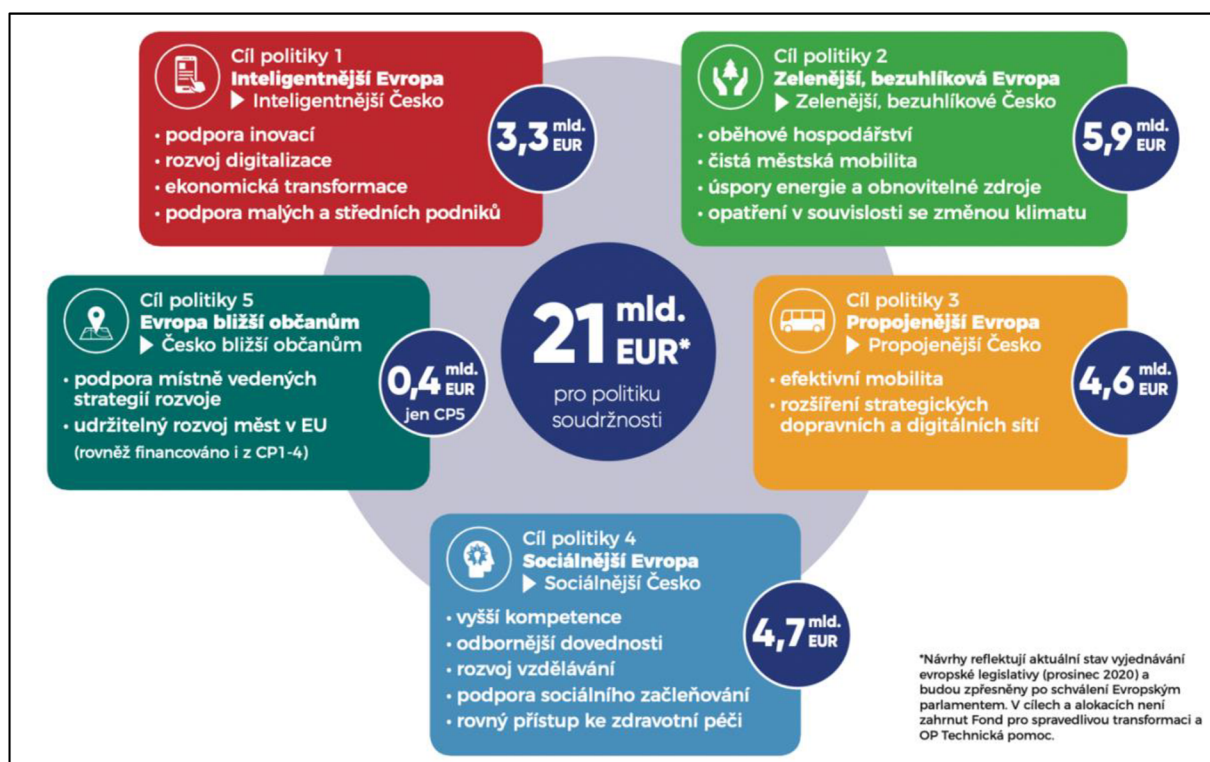 Cíl politiky 1
Inteligentnější Evropa
▶ Inteligentnější Česko
• podpora inovací
• rozvoj digitalizace
• ekonomická transformace
• podpora malých a středních podniků
3,3 mld. EUR
Cíl politiky 2
Zelenější, bezuhlíková Evropa
▶ Zelenější, bezuhlíkové Česko
• oběhové hospodářství
• čistá městská mobilita
• úspory energie a obnovitelné zdroje
• opatření v souvislosti se změnou klimatu
5,9 mld. EUR
Cíl politiky 5
Evropa bližší občanům
▶ Česko bližší občanům
• podpora místně vedených
strategií rozvoje
• udržitelný rozvoj měst v EU
(rovněž financováno i z CP1-4)
0,4 mld. EUR
jen CP5
21 mld. EUR*
pro politiku
soudržnosti
Cíl politiky 3
Propojenější Evropa
▶ Propojenější Česko
• efektivní mobilita
• rozšíření strategických
dopravních a digitálních sítí
4,6 mld. EUR
Cíl politiky 4
Sociálnější Evropa
▶ Sociálnější Česko
• vyšší kompetence
• odbornější dovednosti
• rozvoj vzdělávání
• podpora sociálního začleňování
• rovný přístup ke zdravotní péči
4,7 mld. EUR
*Návrhy reflektují aktuální stav vyjednávání
evropské legislativy (prosinec 2020) a
budou zpřesněny po schválení Evropským
parlamentem. V cílech a alokacích není
zahrnut Fond pro spravedlivou transformaci a
OP Technická pomoc.